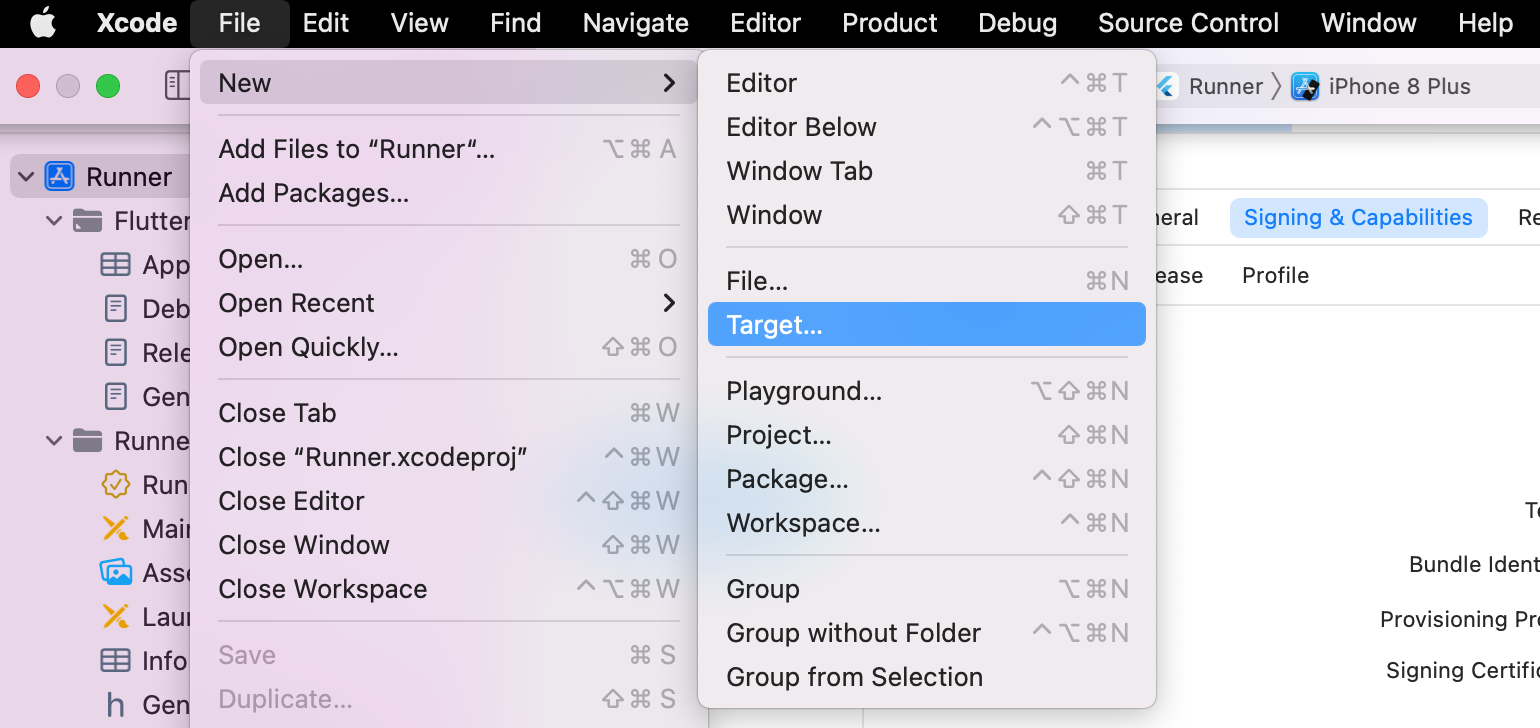 Xcode File Edit View Find Navigate Editor Product Debug Source Control Window Help
Runner iPhone 8 Plus
New
Add Files to “Runner“...
⌥⌘A
Add Packages...
Open...
⌘O
Open Recent
Open Quickly...
⇧⌘O
Close Tab
⌘W
Close “Runner.xcodeproj”
^⌘W
Close Editor
^⇧⌘W
Close Window
⇧⌘W
Close Workspace
^⌥⌘W
Save
⌘S
Duplicate...
⇧⌘S
Editor
^⌘T
Editor Below
^⌥⌘T
Window Tab
⌘T
Window
⇧⌘T
File...
⌘N
Target...
Playground...
⌥⇧⌘N
Project...
⇧⌘N
Package...
^⇧⌘N
Workspace...
^⌘N
Group
⌥⌘N
Group without Folder
^⌥⌘N
Group from Selection
Runner
Flutter
App
Deb
Rele
Gen
Runne
Run
Main
Asse
Laun
Info
h Gen
neral Signing & Capabilities Re
ease Profile
Te
Bundle Ident
Provisioning Pro
Signing Certific